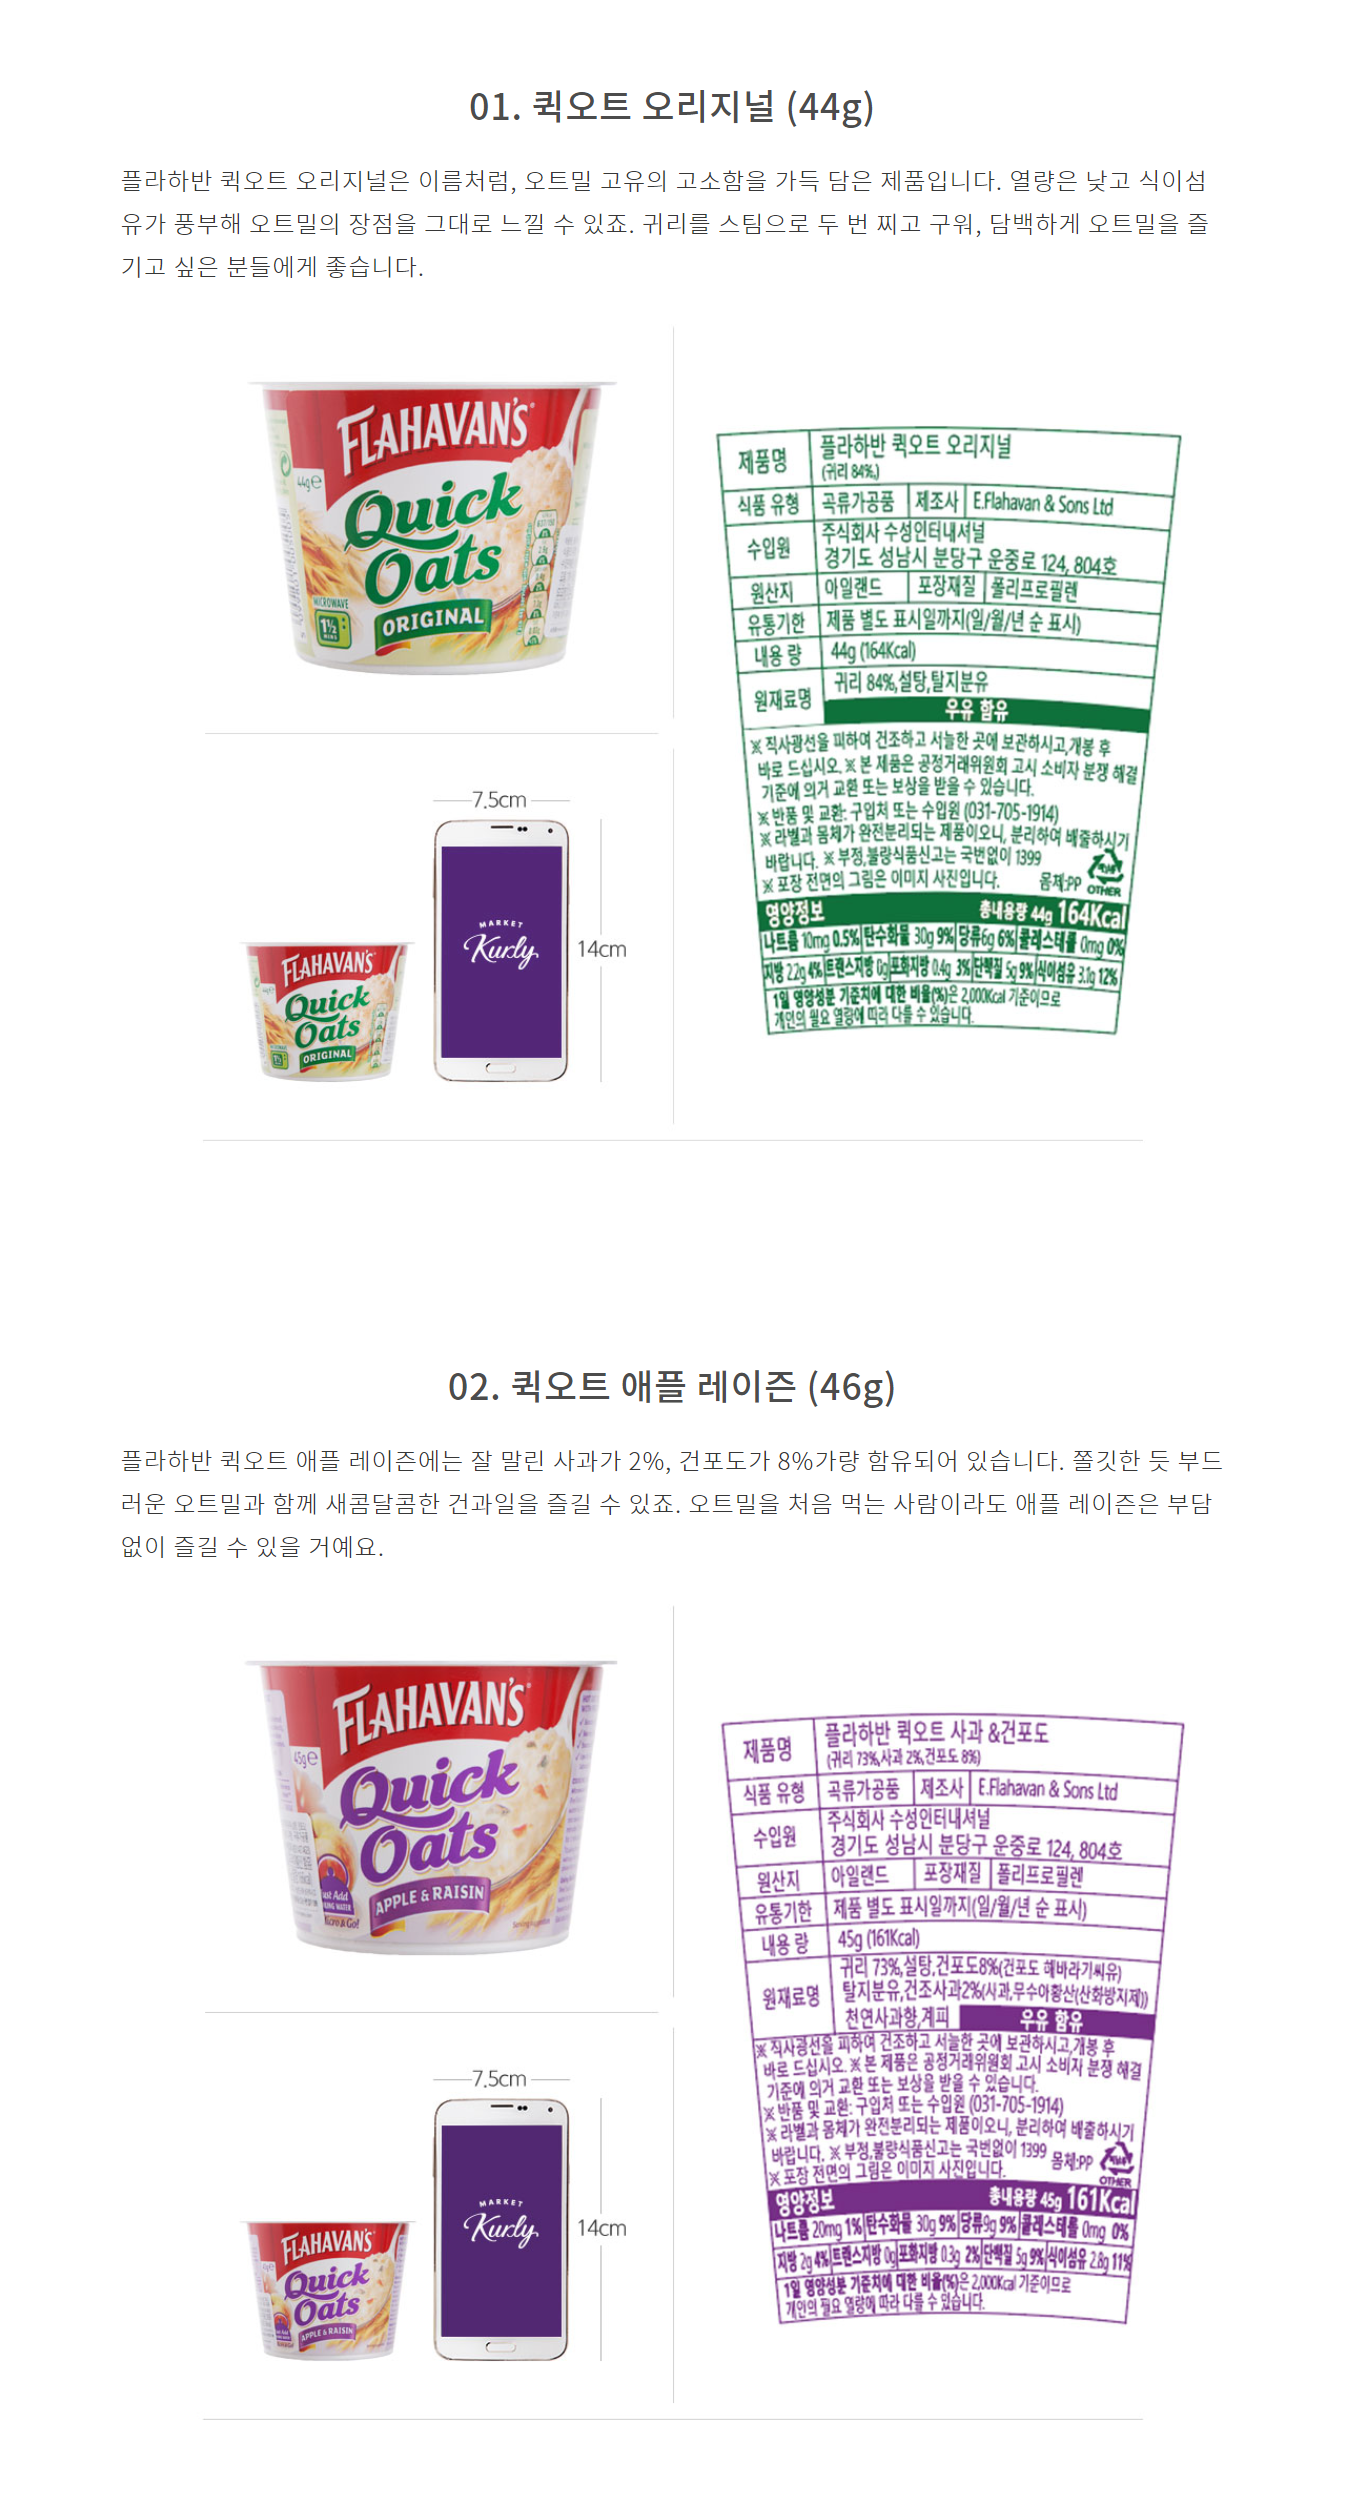 01. 퀵오트 오리지널 (44g)
플라하반 퀵오트 오리지널은 이름처럼, 오트밀 고유의 고소함을 가득 담은 제품입니다. 열량은 낮고 식이섬
유가 풍부해 오트밀의 장점을 그대로 느낄 수 있죠. 귀리를 스팀으로 두 번 찌고 구워, 담백하게 오트밀을 즐
기고 싶은 분들에게 좋습니다.
FLAHAVAN'S
44g e
Quick
Oats
ORIGINAL
MICROWAVE
1½
MINS
제품명 플라하반 퀵오트 오리지널
(귀리 84%)
식품 유형 곡류가공품 제조사 E.Flahavan & Sons Ltd
수입원 주식회사 수성인터내셔널
경기도 성남시 분당구 운중로 124, 804호
원산지 아일랜드 포장재질 폴리프로필렌
유통기한 제품 별도 표시일까지(일/월/년 순 표시)
내용 량 44g (164Kcal)
원재료명 귀리 84%,설탕,탈지분유
우유 함유
※ 직사광선을 피하여 건조하고 서늘한 곳에 보관하시고,개봉 후
바로 드십시오. ※ 본 제품은 공정거래위원회 고시 소비자 분쟁 해결
기준에 의거 교환 또는 보상을 받을 수 있습니다.
※ 반품 및 교환: 구입처 또는 수입원 (031-705-1914)
※ 라벨과 몸체가 완전분리되는 제품이오니, 분리하여 배출하시기
바랍니다. ※ 부정,불량식품신고는 국번없이 1399
※ 포장 전면의 그림은 이미지 사진입니다. 몸체:PP OTHER
영양정보 총내용량 44g 164Kcal
나트륨 10mg 0.5% 탄수화물 30g 9% 당류6g 6% 콜레스테롤 0mg 0%
지방 2.2g 4% 트랜스지방 0g 포화지방 0.4g 3% 단백질 5g 9% 식이섬유 3.1g 12%
1일 영양성분 기준치에 대한 비율(%)은 2,000Kcal 기준이므로
개인의 필요 열량에 따라 다를 수 있습니다.
7.5cm
MARKET
Kurly
14cm
FLAHAVAN'S
Quick
Oats
ORIGINAL
02. 퀵오트 애플 레이즌 (46g)
플라하반 퀵오트 애플 레이즌에는 잘 말린 사과가 2%, 건포도가 8%가량 함유되어 있습니다. 쫄깃한 듯 부드
러운 오트밀과 함께 새콤달콤한 건과일을 즐길 수 있죠. 오트밀을 처음 먹는 사람이라도 애플 레이즌은 부담
없이 즐길 수 있을 거예요.
FLAHAVAN'S
45g e
Quick
Oats
APPLE & RAISIN
제품명 플라하반 퀵오트 사과 &건포도
(귀리 73%,사과 2%,건포도 8%)
식품 유형 곡류가공품 제조사 E.Flahavan & Sons Ltd
수입원 주식회사 수성인터내셔널
경기도 성남시 분당구 운중로 124, 804호
원산지 아일랜드 포장재질 폴리프로필렌
유통기한 제품 별도 표시일까지(일/월/년 순 표시)
내용 량 45g (161Kcal)
원재료명 귀리 73%,설탕,건포도8%(건포도 해바라기씨유)
탈지분유,건조사과2%(사과,무수아황산(산화방지제))
천연사과향,계피 우유 함유
※ 직사광선을 피하여 건조하고 서늘한 곳에 보관하시고,개봉 후
바로 드십시오. ※ 본 제품은 공정거래위원회 고시 소비자 분쟁 해결
기준에 의거 교환 또는 보상을 받을 수 있습니다.
※ 반품 및 교환: 구입처 또는 수입원 (031-705-1914)
※ 라벨과 몸체가 완전분리되는 제품이오니, 분리하여 배출하시기
바랍니다. ※ 부정,불량식품신고는 국번없이 1399 몸체:PP
※ 포장 전면의 그림은 이미지 사진입니다. OTHER
영양정보 총내용량 45g 161Kcal
나트륨 20mg 1% 탄수화물 30g 9% 당류9g 9% 콜레스테롤 0mg 0%
지방 2g 4% 트랜스지방 0g 포화지방 0.3g 2% 단백질 5g 9% 식이섬유 2.8g 11%
1일 영양성분 기준치에 대한 비율(%)은 2,000Kcal 기준이므로
개인의 필요 열량에 따라 다를 수 있습니다.
7.5cm
MARKET
Kurly
14cm
FLAHAVAN'S
Quick
Oats
APPLE & RAISIN